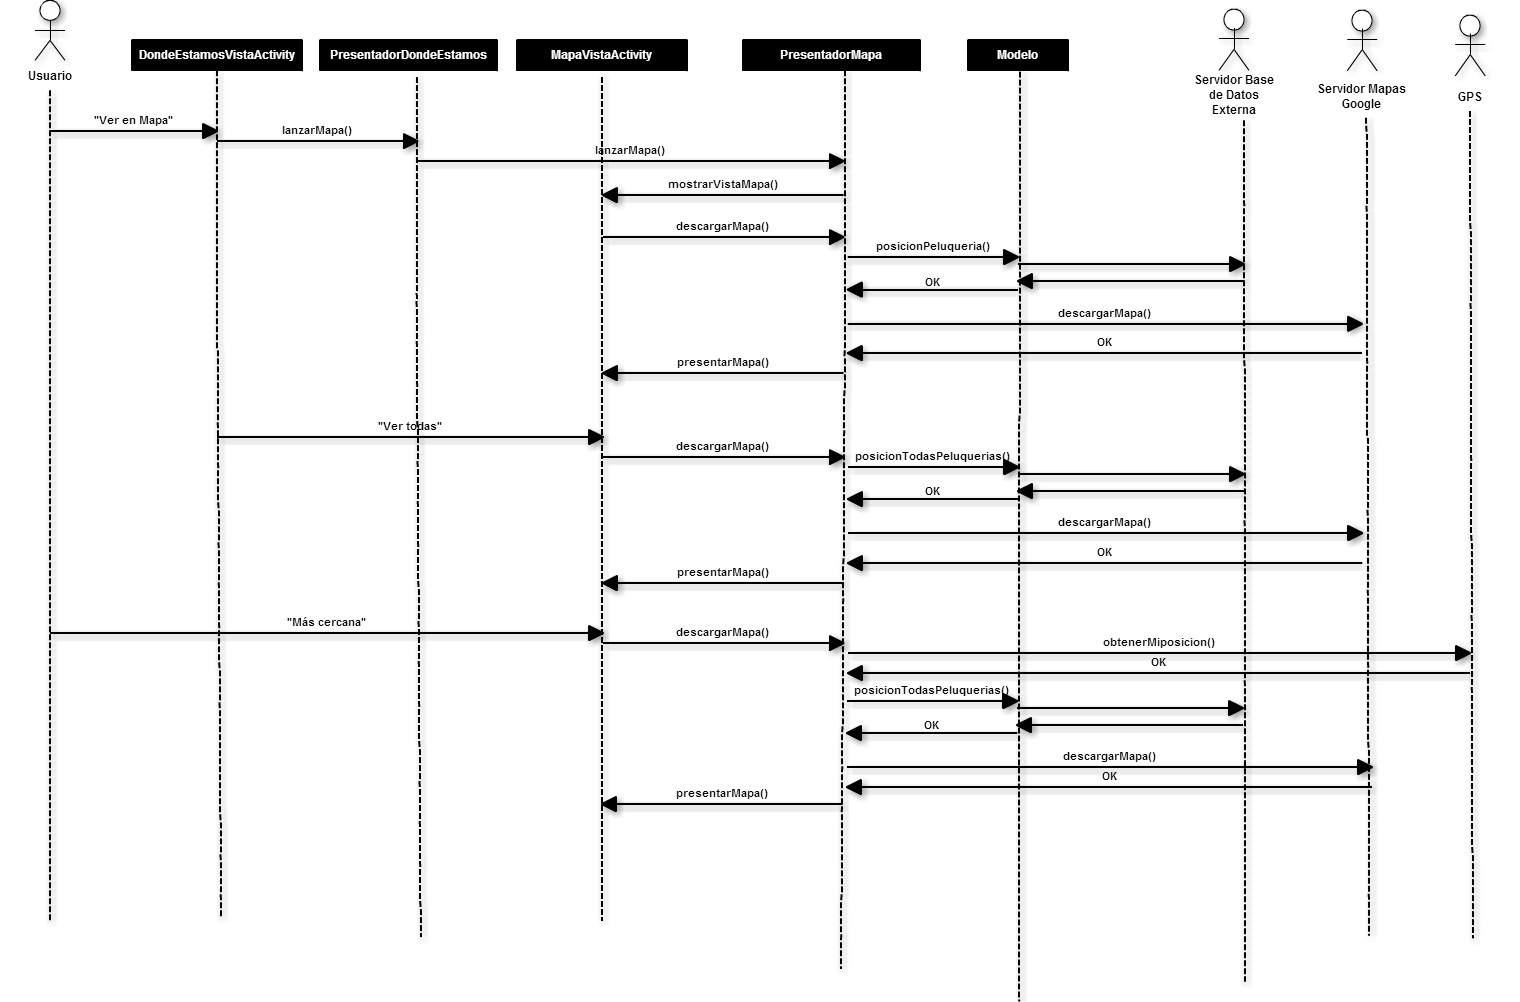 Usuario
DondeEstamosVistaActivity
PresentadorDondeEstamos
MapaVistaActivity
PresentadorMapa
Modelo
Servidor Base
de Datos
Externa
Servidor Mapas
Google
GPS
"Ver en Mapa"
lanzarMapa()
lanzarMapa()
mostrarVistaMapa()
descargarMapa()
posicionPeluqueria()
OK
descargarMapa()
OK
presentarMapa()
"Ver todas"
descargarMapa()
posicionTodasPeluquerias()
OK
descargarMapa()
OK
presentarMapa()
"Más cercana"
descargarMapa()
obtenerMiposicion()
OK
posicionTodasPeluquerias()
OK
descargarMapa()
OK
presentarMapa()